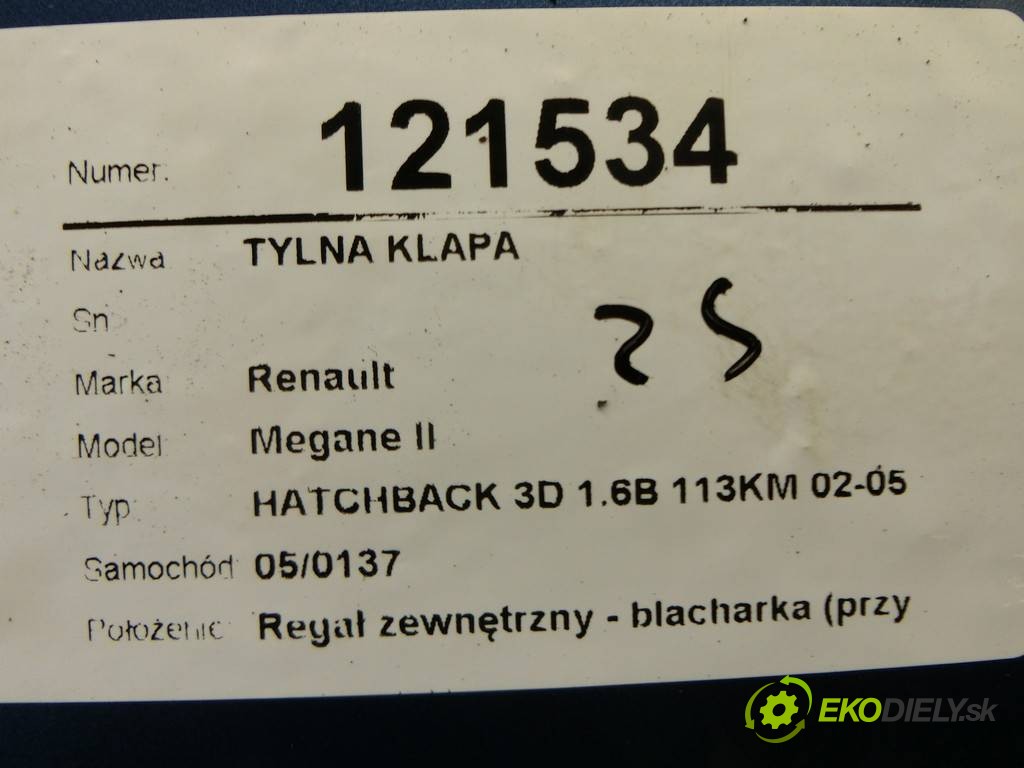 Numer: 121534
Nazwa TYLNA KLAPA
Sn
25
Marka Renault
Model Megane II
Typ HATCHBACK 3D 1.6B 113KM 02-05
Samochód 05/0137
Położenie Regał zewnętrzny - blacharka (przy
EKODIELY.sk